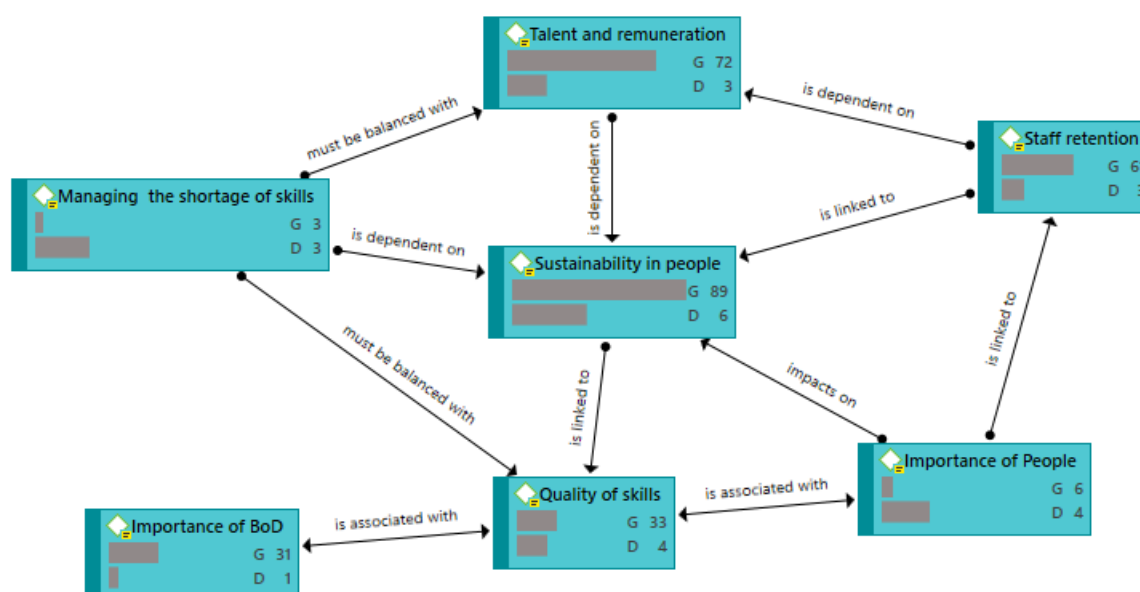 Talent and remuneration
G 72
D 3
must be balanced with
is dependent on
Staff retention
G 6
D
is dependent on
is linked to
Managing the shortage of skills
G 3
D 3
is dependent on
Sustainability in people
G 89
D 6
must be balanced with
is linked to
impacts on
is linked to
Importance of People
G 6
D 4
Quality of skills
G 33
D 4
is associated with
is associated with
Importance of BoD
G 31
D 1